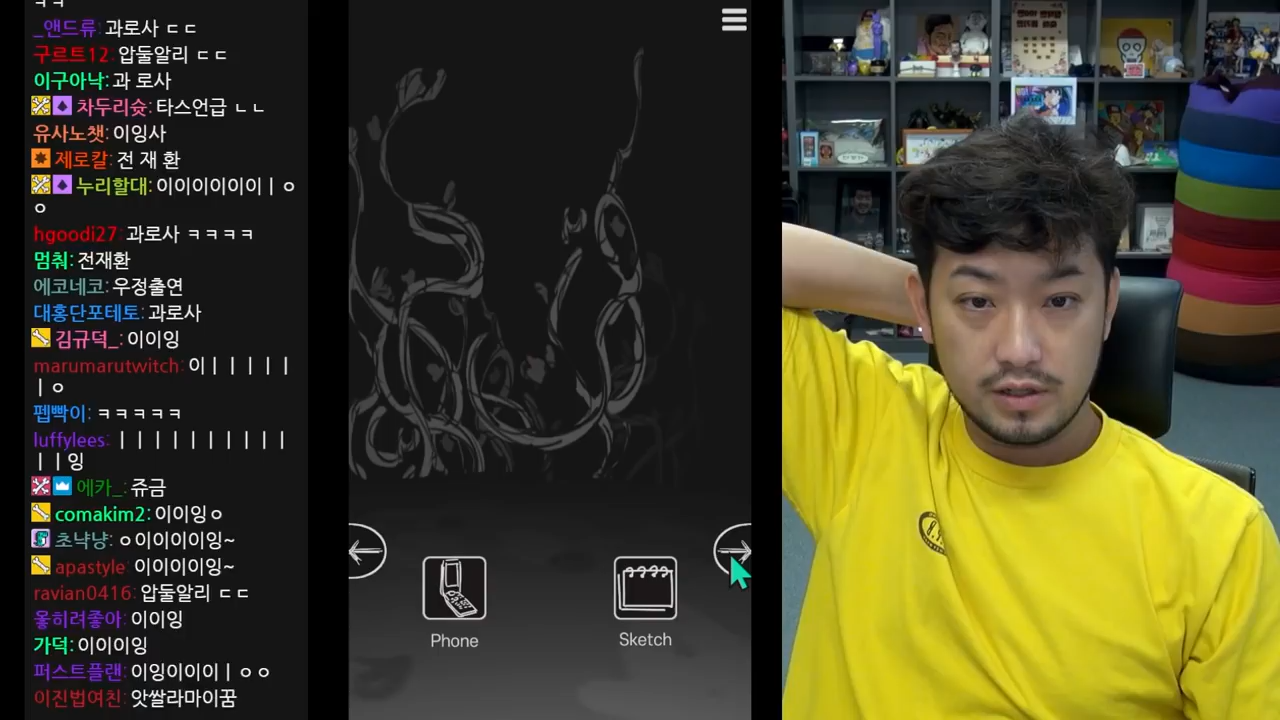 ㅋㅋ
_앤드류: 과로사 ㄷㄷ
구르트12: 압둘알리 ㄷㄷ
이구아낙: 과 로사
차두리슛: 타스언급 ㄴㄴ
유사노챗: 이잉사
제로칼: 전 재 환
누리할대: 이이이이이이ㅣㅇ
ㅇ
hgoodi27: 과로사 ㅋㅋㅋㅋ
멈춰: 전재환
에코네코: 우정출연
대홍단포테토: 과로사
김규덕_: 이이잉
marumarutwitch: 이ㅣㅣㅣㅣㅣ
ㅣㅇ
펩빡이: ㅋㅋㅋㅋㅋ
luffylees: ㅣㅣㅣㅣㅣㅣㅣㅣㅣㅣ
ㅣㅣ잉
에카_: 쥬금
comakim2: 이이잉ㅇ
초냑냥: ㅇ이이이이잉~
apastyle: 이이이이잉~
ravian0416: 압둘알리 ㄷㄷ
옿히려좋아: 이이잉
가덕: 이이이잉
퍼스트플랜: 이잉이이이ㅣㅇㅇ
이진법여친: 앗쌀라마이꿈
Phone
Sketch